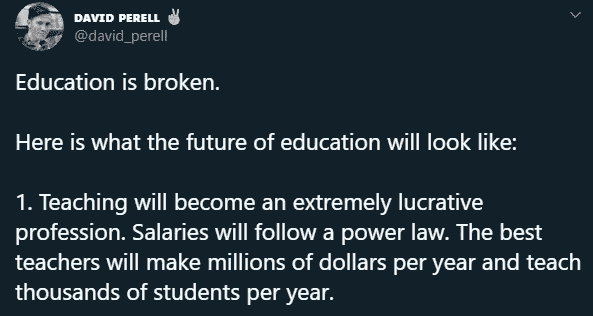 DAVID PERELL ✌
@david_perell
Education is broken.
Here is what the future of education will look like:
1. Teaching will become an extremely lucrative
profession. Salaries will follow a power law. The best
teachers will make millions of dollars per year and teach
thousands of students per year.